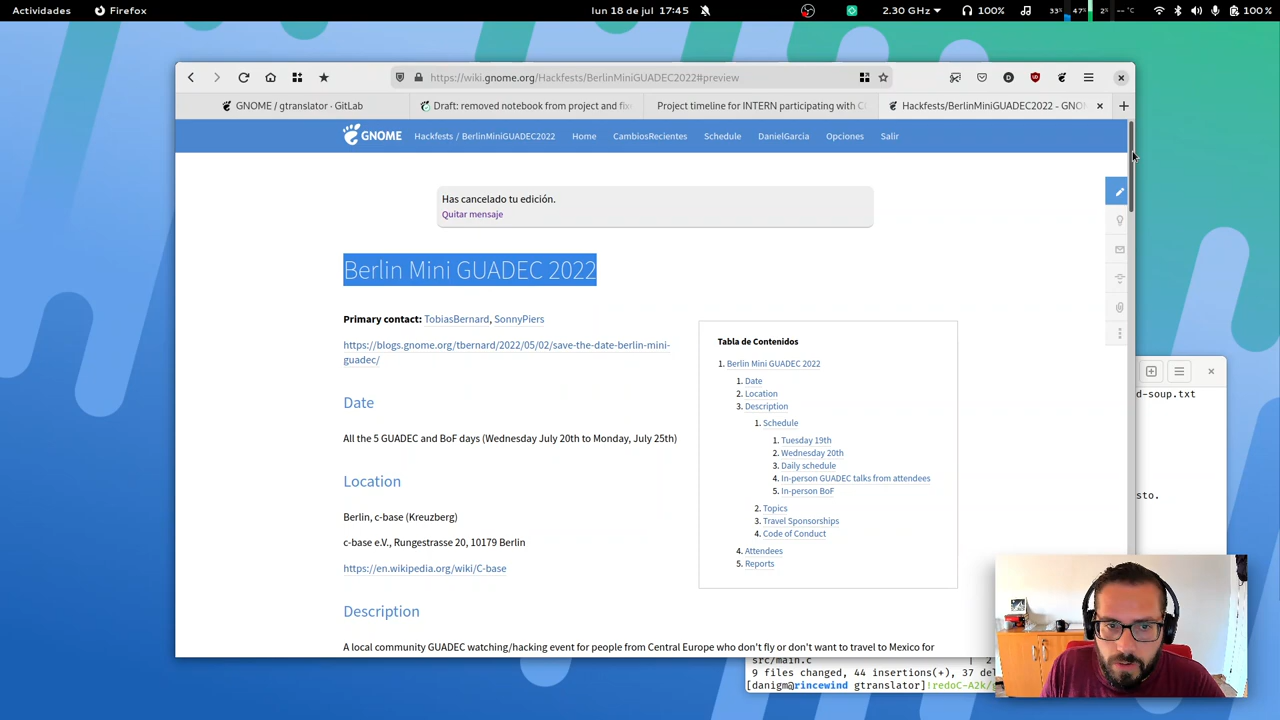 Actividades Firefox lun 18 de jul 17:45 2.30 GHz 100% 33% 47% 2% --°C 100 %
https://wiki.gnome.org/Hackfests/BerlinMiniGUADEC2022#preview
GNOME / gtranslator · GitLab Draft: removed notebook from project and fix Project timeline for INTERN participating with G Hackfests/BerlinMiniGUADEC2022 - GNO
GNOME Hackfests / BerlinMiniGUADEC2022 Home CambiosRecientes Schedule DanielGarcia Opciones Salir
Has cancelado tu edición.
Quitar mensaje
Berlin Mini GUADEC 2022
Primary contact: TobiasBernard, SonnyPiers
https://blogs.gnome.org/tbernard/2022/05/02/save-the-date-berlin-mini-
guadec/
Date
All the 5 GUADEC and BoF days (Wednesday July 20th to Monday, July 25th)
Location
Berlin, c-base (Kreuzberg)
c-base e.V., Rungestrasse 20, 10179 Berlin
https://en.wikipedia.org/wiki/C-base
Description
A local community GUADEC watching/hacking event for people from Central Europe who don't fly or don't want to travel to Mexico for
Tabla de Contenidos
1. Berlin Mini GUADEC 2022
1. Date
2. Location
3. Description
1. Schedule
1. Tuesday 19th
2. Wednesday 20th
3. Daily schedule
4. In-person GUADEC talks from attendees
5. In-person BoF
2. Topics
3. Travel Sponsorships
4. Code of Conduct
4. Attendees
5. Reports
d-soup.txt
sto.
src/main.c | 2
9 files changed, 44 insertions(+), 37 del
[danigm@rincewind gtranslator]!redoC-A2k/